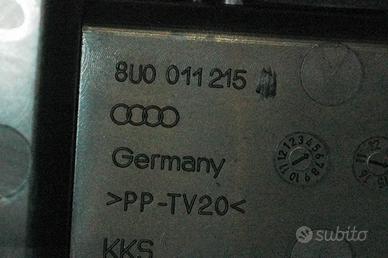 8U0 011 215
Germany
>PP-TV20<
KKS
subito